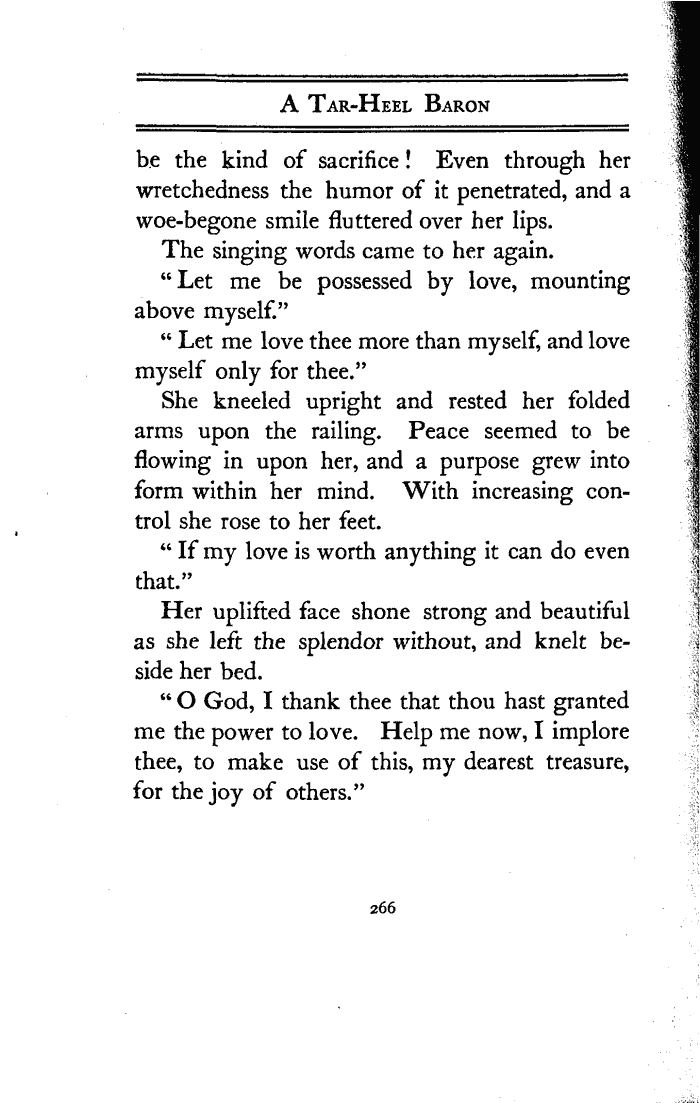 A Tar-Heel Baron
be the kind of sacrifice! Even through her
wretchedness the humor of it penetrated, and a
woe-begone smile fluttered over her lips.
The singing words came to her again.
“Let me be possessed by love, mounting
above myself.”
“Let me love thee more than myself, and love
myself only for thee.”
She kneeled upright and rested her folded
arms upon the railing. Peace seemed to be
flowing in upon her, and a purpose grew into
form within her mind. With increasing con-
trol she rose to her feet.
“If my love is worth anything it can do even
that.”
Her uplifted face shone strong and beautiful
as she left the splendor without, and knelt be-
side her bed.
“O God, I thank thee that thou hast granted
me the power to love. Help me now, I implore
thee, to make use of this, my dearest treasure,
for the joy of others.”
266